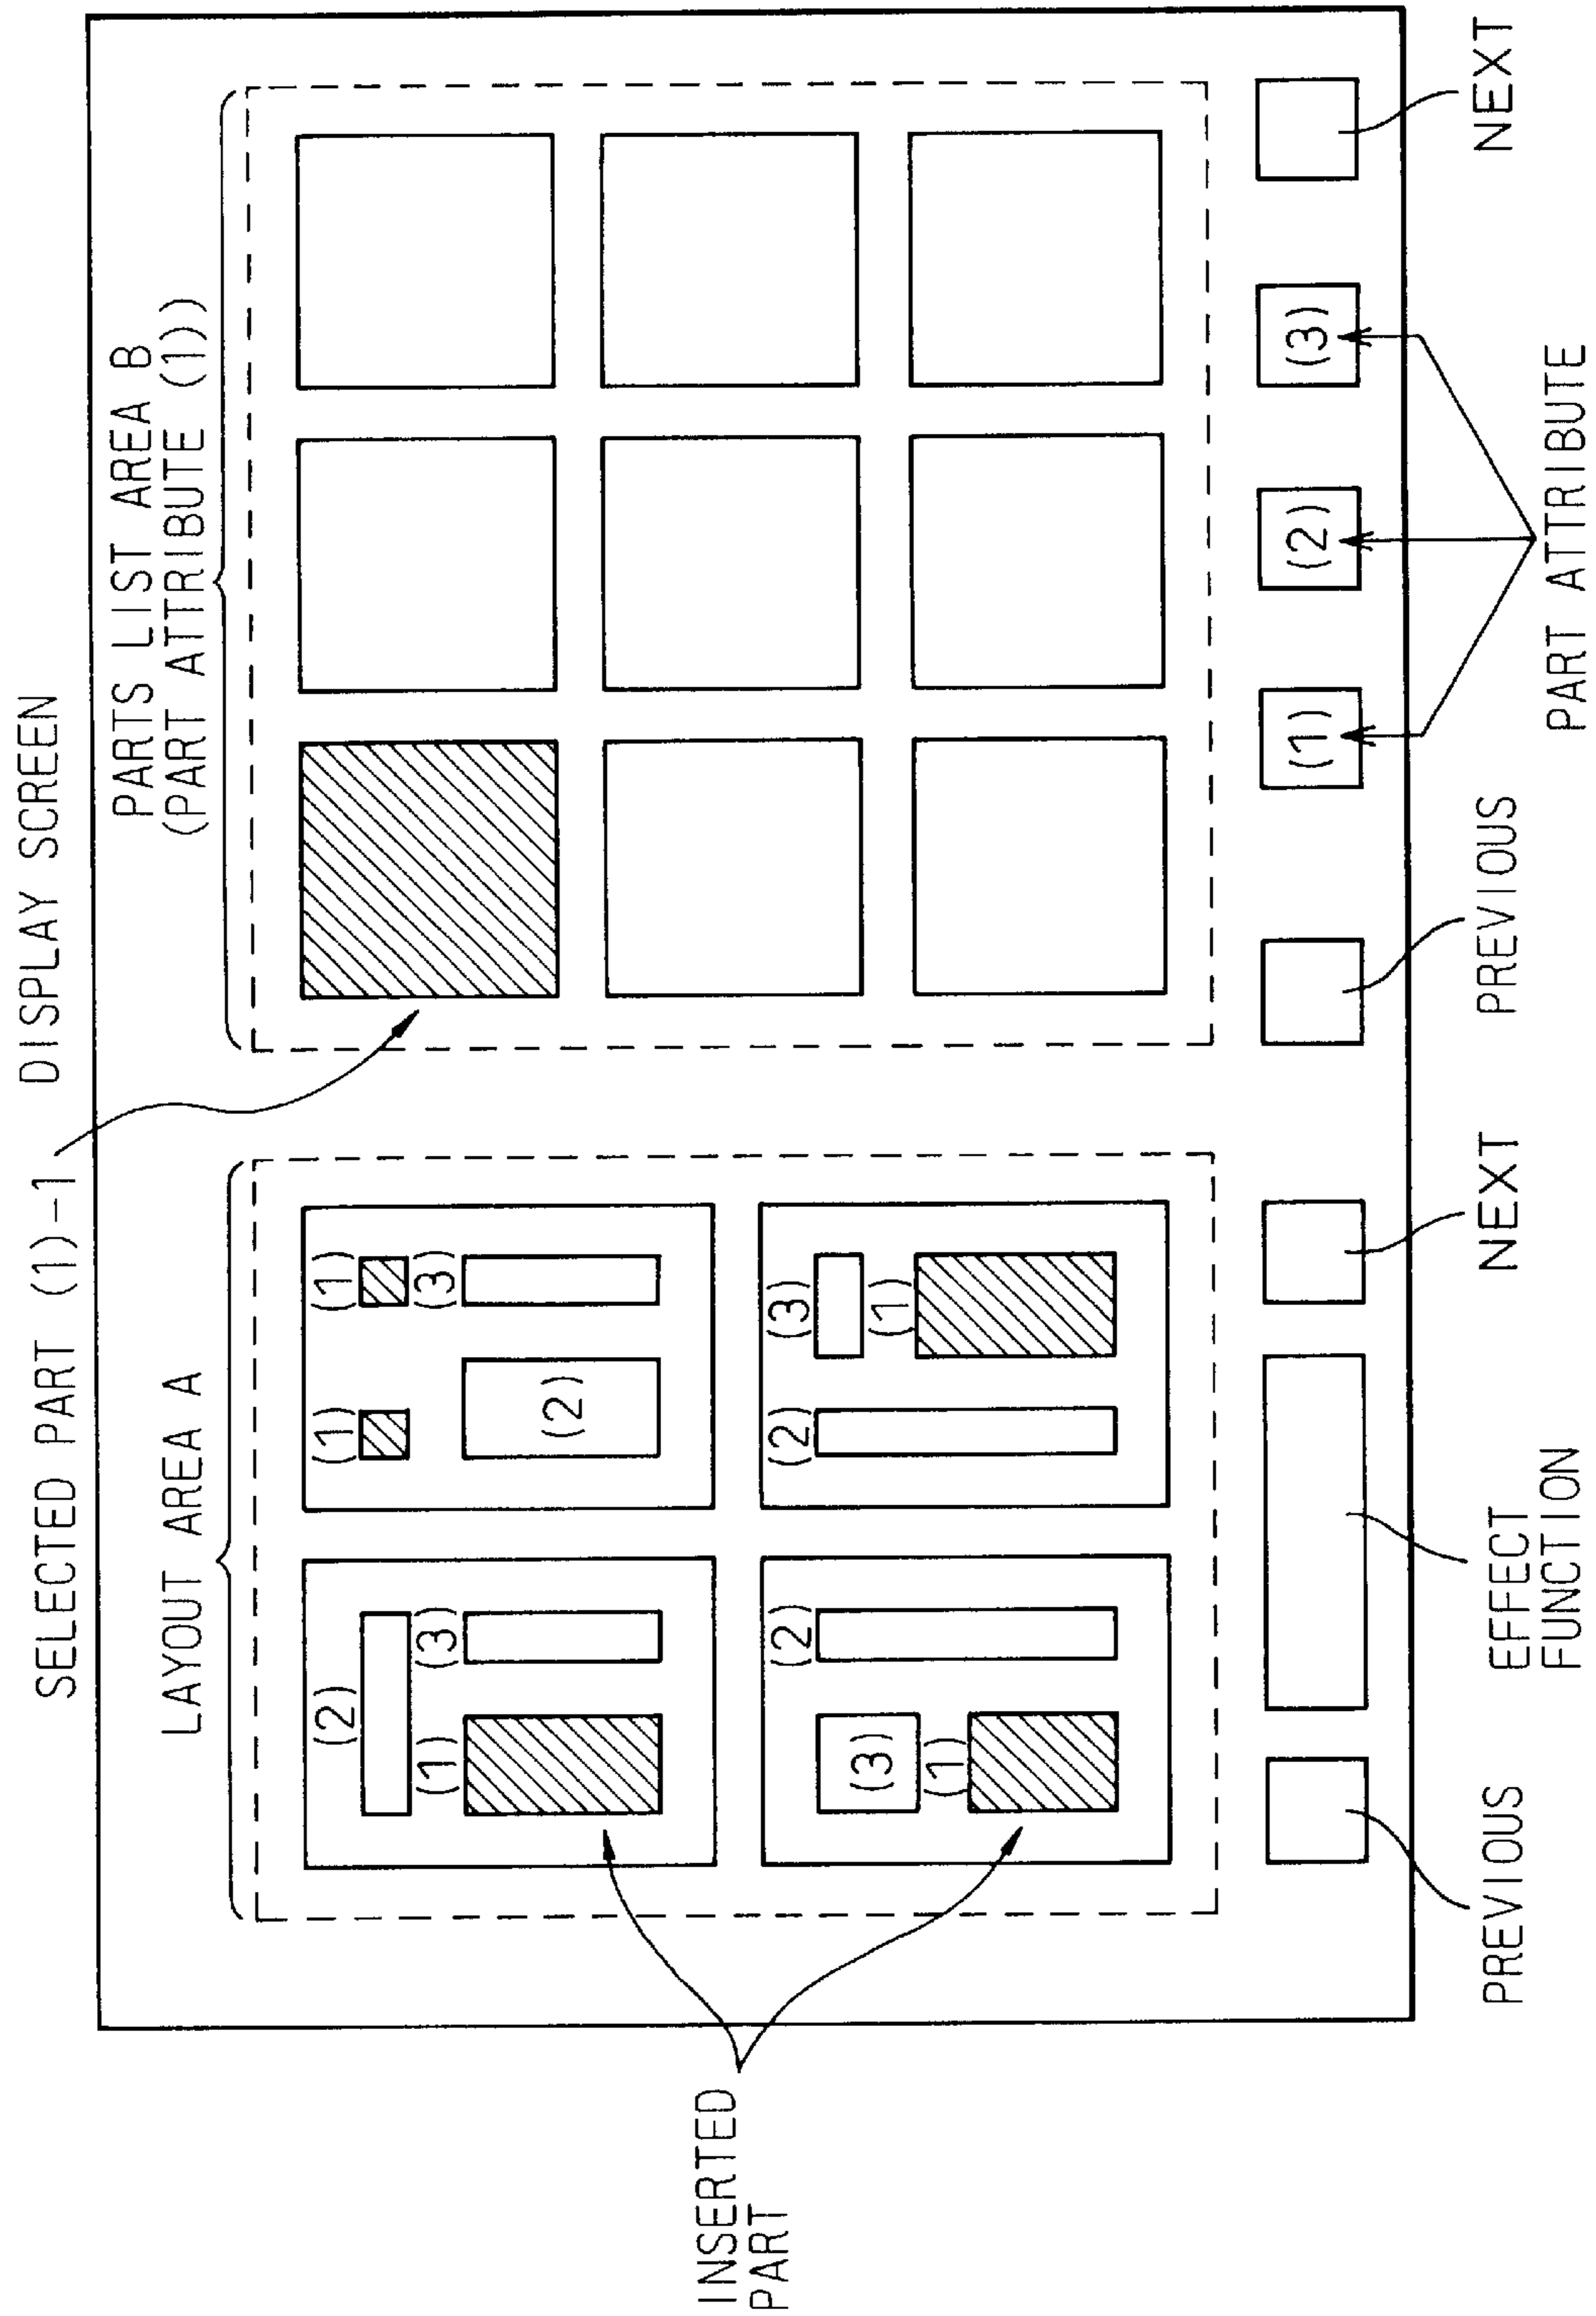 DISPLAY SCREEN
SELECTED PART (1)-1
PARTS LIST AREA B
(PART ATTRIBUTE (1))
LAYOUT AREA A
(2)
(1)
(3)
(1)
(1)
(2)
(3)
(3)
(1)
(2)
(2)
(3)
(1)
INSERTED
PART
(1)
(2)
(3)
PREVIOUS
EFFECT
FUNCTION
NEXT
PREVIOUS
PART ATTRIBUTE
NEXT